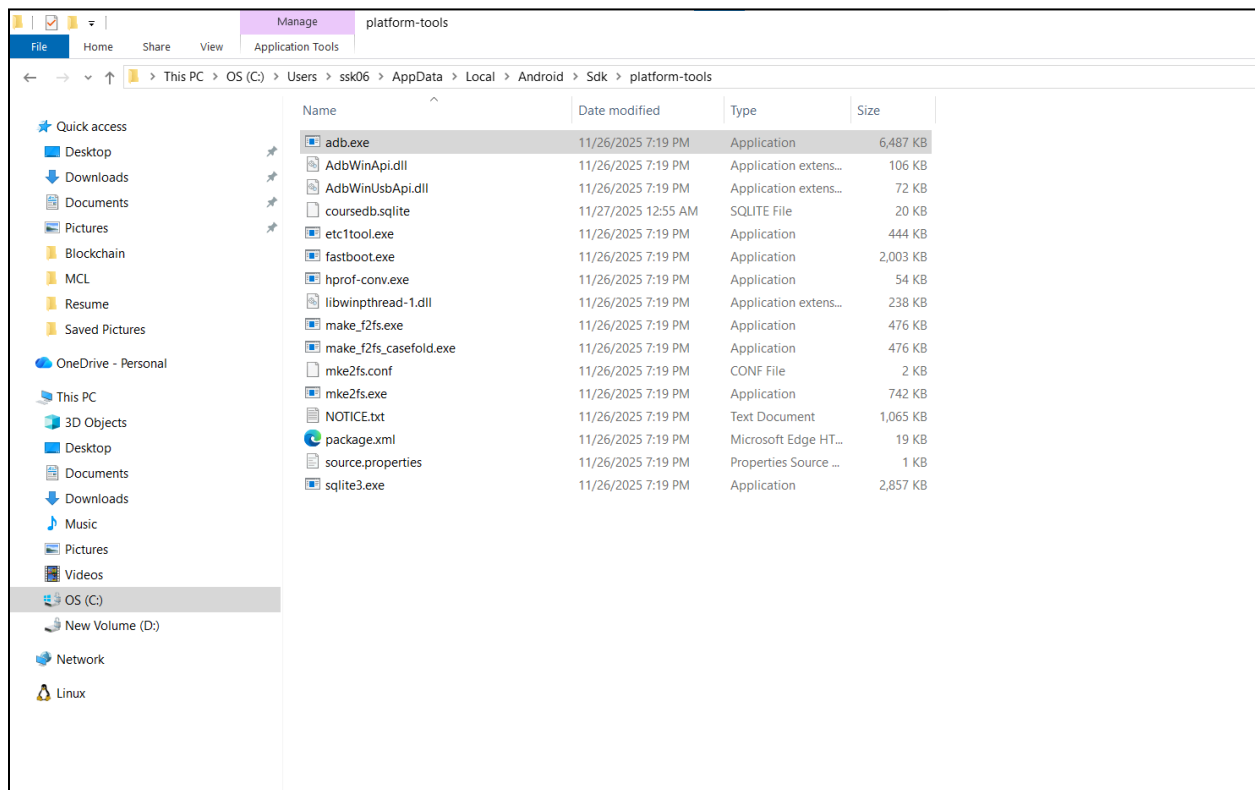 Manage platform-tools
File Home Share View Application Tools
This PC > OS (C:) > Users > ssk06 > AppData > Local > Android > Sdk > platform-tools
Quick access
Desktop
Downloads
Documents
Pictures
Blockchain
MCL
Resume
Saved Pictures
OneDrive - Personal
This PC
3D Objects
Desktop
Documents
Downloads
Music
Pictures
Videos
OS (C:)
New Volume (D:)
Network
Linux
Name Date modified Type Size
adb.exe 11/26/2025 7:19 PM Application 6,487 KB
AdbWinApi.dll 11/26/2025 7:19 PM Application extens... 106 KB
AdbWinUsbApi.dll 11/26/2025 7:19 PM Application extens... 72 KB
coursedb.sqlite 11/27/2025 12:55 AM SQLITE File 20 KB
etc1tool.exe 11/26/2025 7:19 PM Application 444 KB
fastboot.exe 11/26/2025 7:19 PM Application 2,003 KB
hprof-conv.exe 11/26/2025 7:19 PM Application 54 KB
libwinpthread-1.dll 11/26/2025 7:19 PM Application extens... 238 KB
make_f2fs.exe 11/26/2025 7:19 PM Application 476 KB
make_f2fs_casefold.exe 11/26/2025 7:19 PM Application 476 KB
mke2fs.conf 11/26/2025 7:19 PM CONF File 2 KB
mke2fs.exe 11/26/2025 7:19 PM Application 742 KB
NOTICE.txt 11/26/2025 7:19 PM Text Document 1,065 KB
package.xml 11/26/2025 7:19 PM Microsoft Edge HT... 19 KB
source.properties 11/26/2025 7:19 PM Properties Source ... 1 KB
sqlite3.exe 11/26/2025 7:19 PM Application 2,857 KB